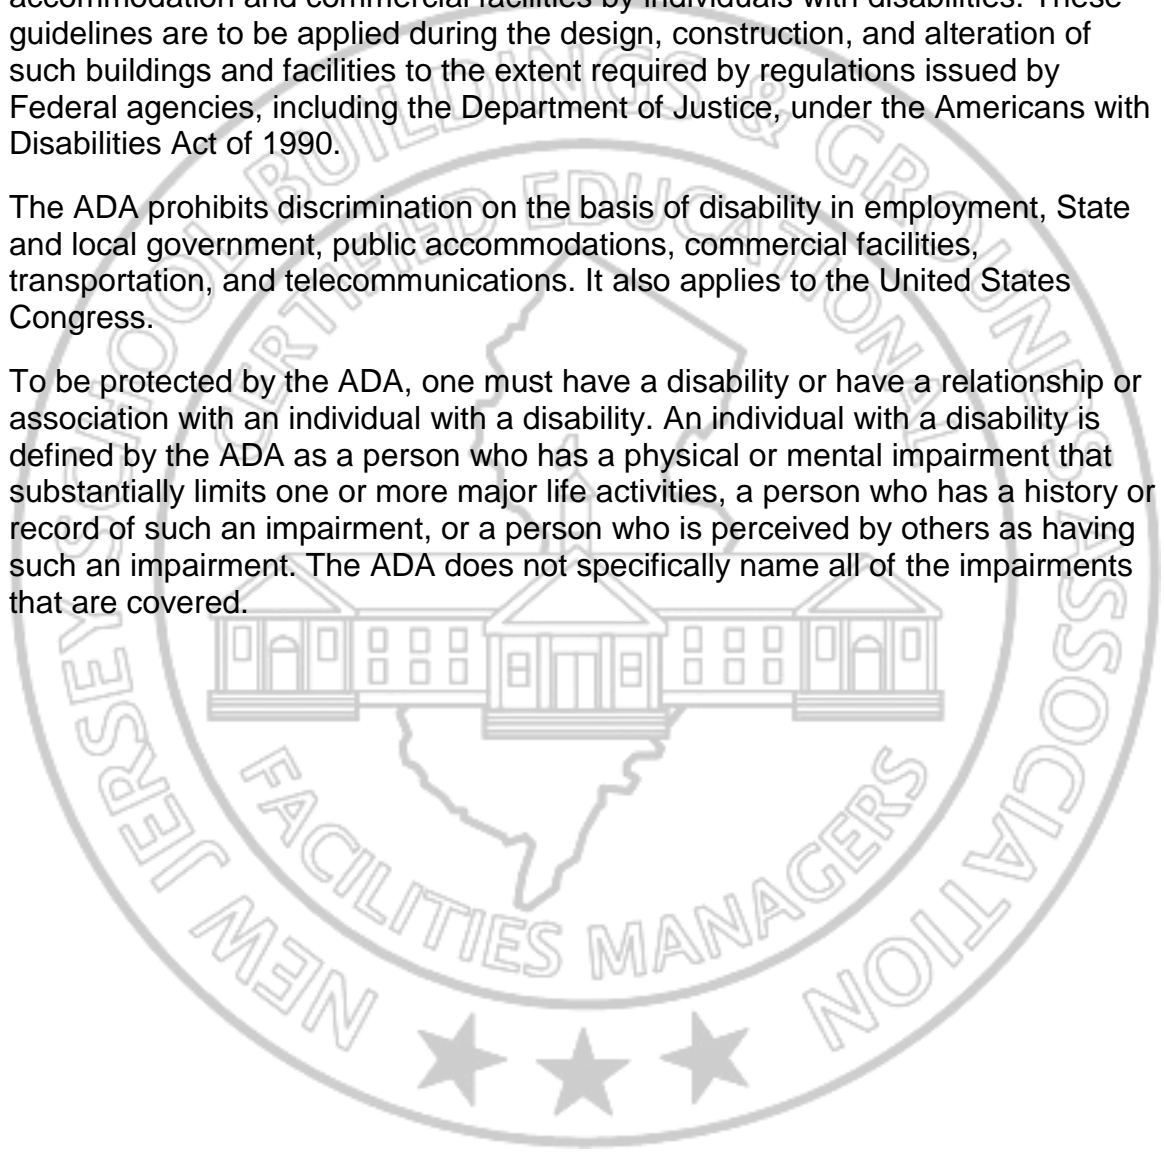 accommodation and commercial facilities by individuals with disabilities. These
guidelines are to be applied during the design, construction, and alteration of
such buildings and facilities to the extent required by regulations issued by
Federal agencies, including the Department of Justice, under the Americans with
Disabilities Act of 1990.
The ADA prohibits discrimination on the basis of disability in employment, State
and local government, public accommodations, commercial facilities,
transportation, and telecommunications. It also applies to the United States
Congress.
To be protected by the ADA, one must have a disability or have a relationship or
association with an individual with a disability. An individual with a disability is
defined by the ADA as a person who has a physical or mental impairment that
substantially limits one or more major life activities, a person who has a history or
record of such an impairment, or a person who is perceived by others as having
such an impairment. The ADA does not specifically name all of the impairments
that are covered.
NEW JERSEY SCHOOL BUILDINGS & GROUNDS ASSOCIATION
CERTIFIED EDUCATIONAL
FACILITIES MANAGERS